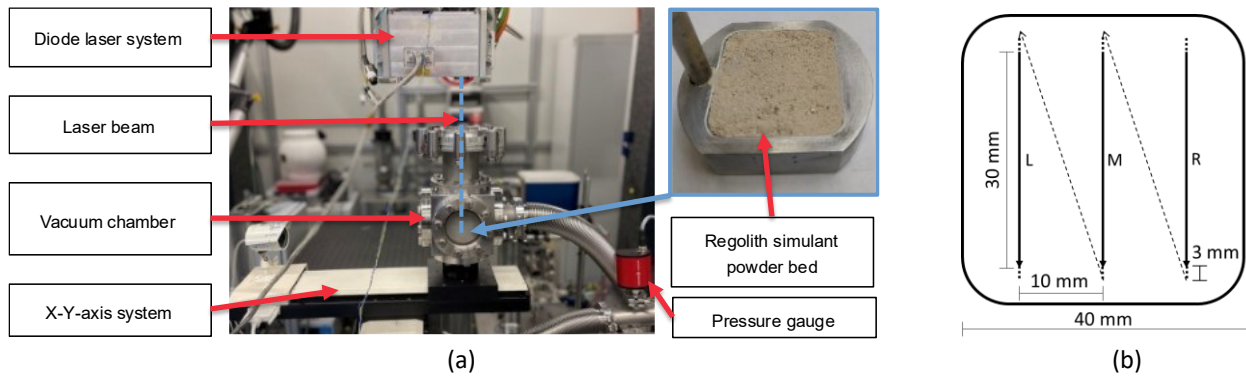 Diode laser system
Laser beam
Vacuum chamber
X-Y-axis system
Regolith simulant
powder bed
Pressure gauge
(a)
30 mm
L
M
R
3 mm
10 mm
40 mm
(b)